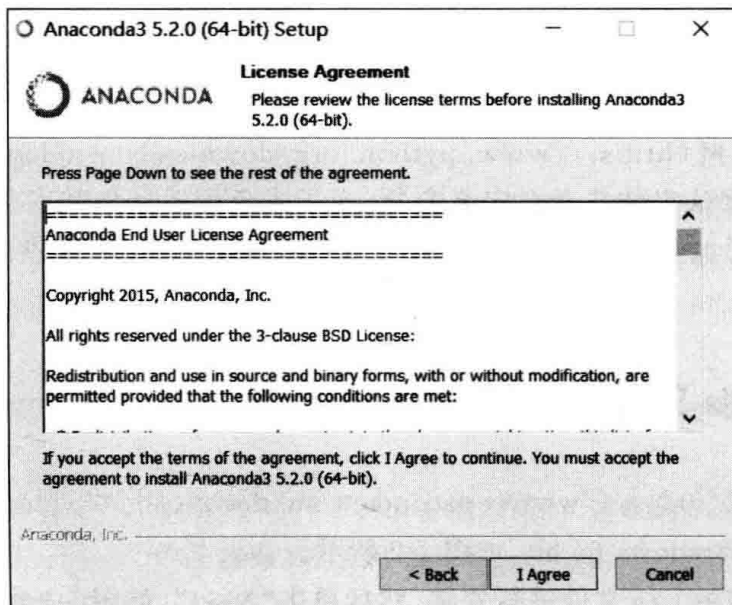 Anaconda3 5.2.0 (64-bit) Setup
ANACONDA
License Agreement
Please review the license terms before installing Anaconda3
5.2.0 (64-bit).
Press Page Down to see the rest of the agreement.
==================================
Anaconda End User License Agreement
==================================
Copyright 2015, Anaconda, Inc.
All rights reserved under the 3-clause BSD License:
Redistribution and use in source and binary forms, with or without modification, are
permitted provided that the following conditions are met:
If you accept the terms of the agreement, click I Agree to continue. You must accept the
agreement to install Anaconda3 5.2.0 (64-bit).
Anaconda, Inc.
< Back
I Agree
Cancel